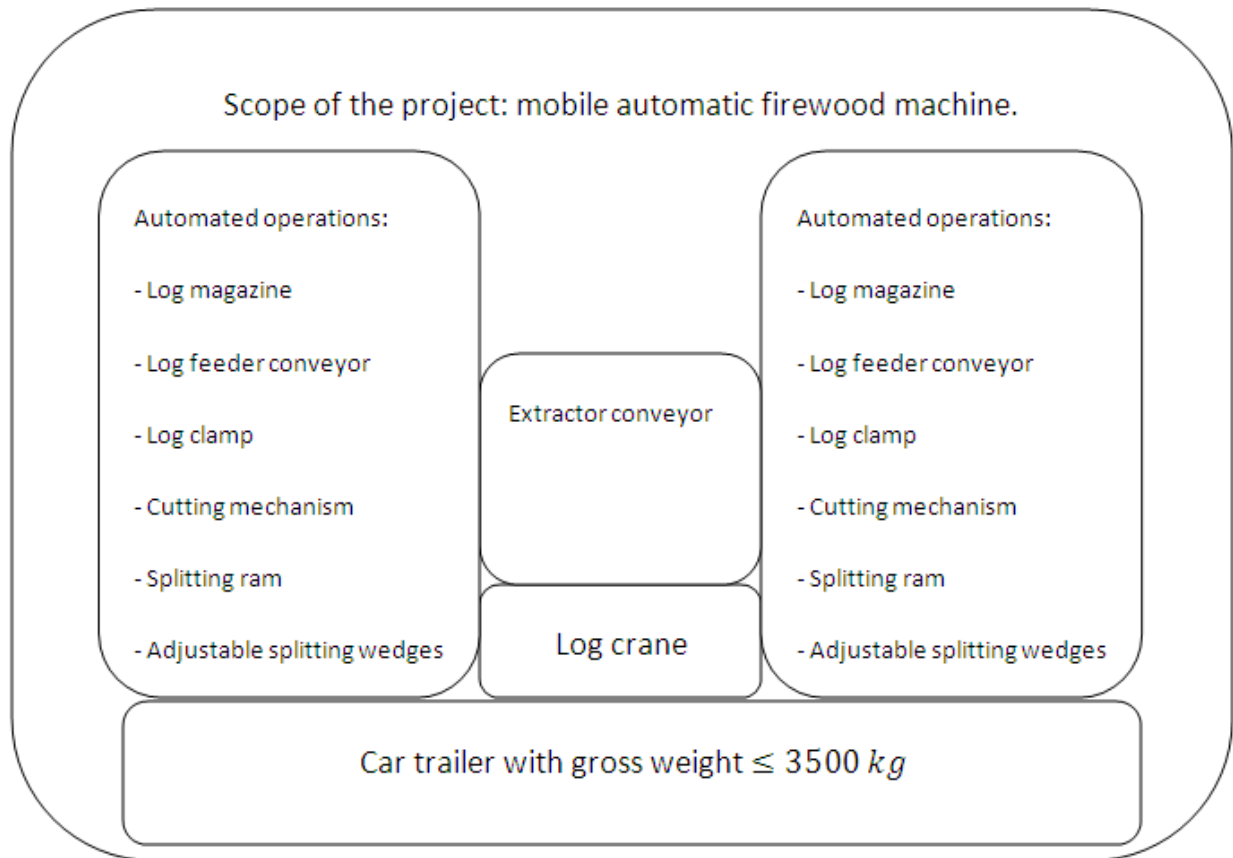 Scope of the project: mobile automatic firewood machine.
Automated operations:
- Log magazine
- Log feeder conveyor
- Log clamp
- Cutting mechanism
- Splitting ram
- Adjustable splitting wedges
Extractor conveyor
Log crane
Automated operations:
- Log magazine
- Log feeder conveyor
- Log clamp
- Cutting mechanism
- Splitting ram
- Adjustable splitting wedges
Car trailer with gross weight ≤ 3500 kg